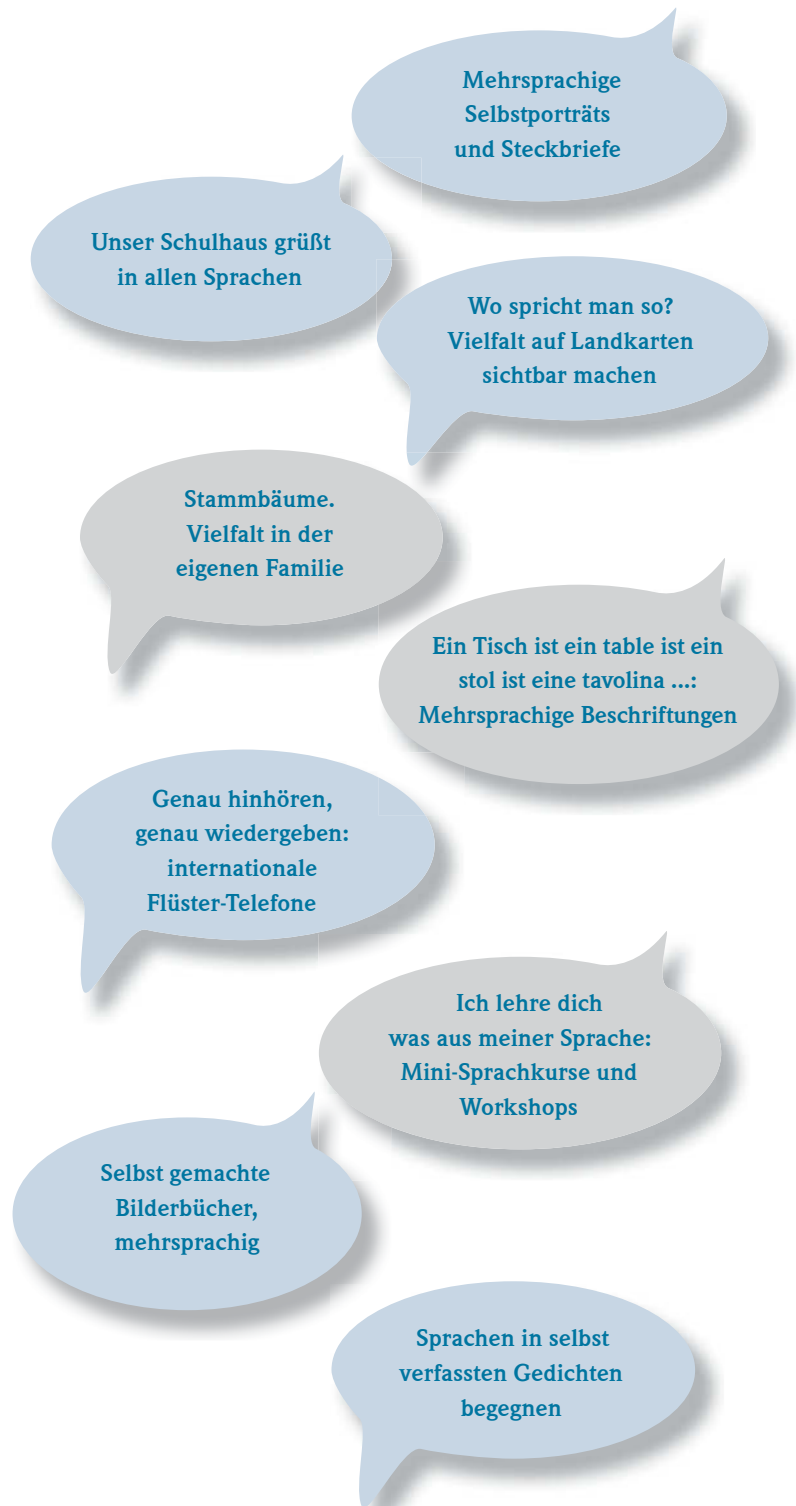 Mehrsprachige
Selbstporträts
und Steckbriefe
Unser Schulhaus grüßt
in allen Sprachen
Wo spricht man so?
Vielfalt auf Landkarten
sichtbar machen
Stammbäume.
Vielfalt in der
eigenen Familie
Ein Tisch ist ein table ist ein
stol ist eine tavolina ...:
Mehrsprachige Beschriftungen
Genau hinhören,
genau wiedergeben:
internationale
Flüster-Telefone
Ich lehre dich
was aus meiner Sprache:
Mini-Sprachkurse und
Workshops
Selbst gemachte
Bilderbücher,
mehrsprachig
Sprachen in selbst
verfassten Gedichten
begegnen